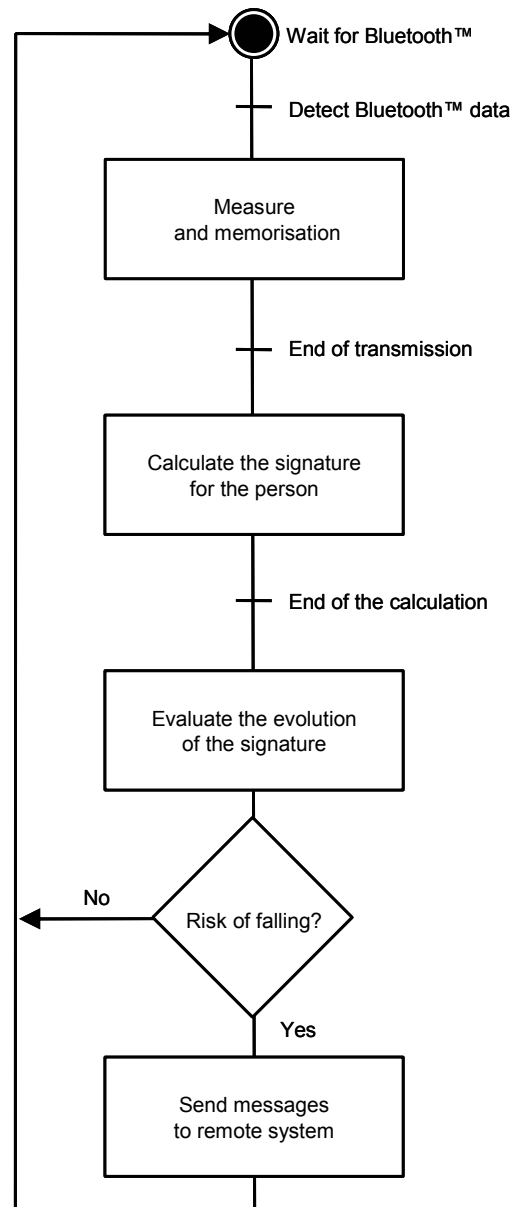 Wait for Bluetooth™
Detect Bluetooth™ data
Measure
and memorisation
End of transmission
Calculate the signature
for the person
End of the calculation
Evaluate the evolution
of the signature
No
Risk of falling?
Yes
Send messages
to remote system